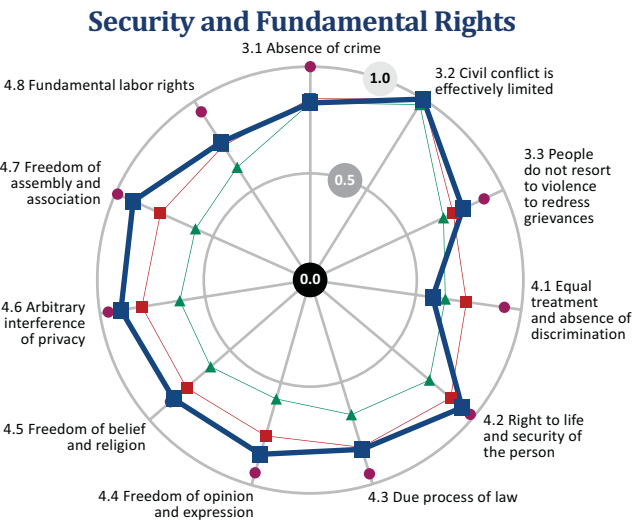 Security and Fundamental Rights
3.1 Absence of crime
1.0
3.2 Civil conflict is
effectively limited
4.8 Fundamental labor rights
3.3 People
do not resort
to violence
to redress
grievances
4.7 Freedom of
assembly and
association
0.5
0.0
4.1 Equal
treatment
and absence of
discrimination
4.6 Arbitrary
interference
of privacy
4.5 Freedom of belief
and religion
4.2 Right to life
and security of
the person
4.4 Freedom of opinion
and expression
4.3 Due process of law